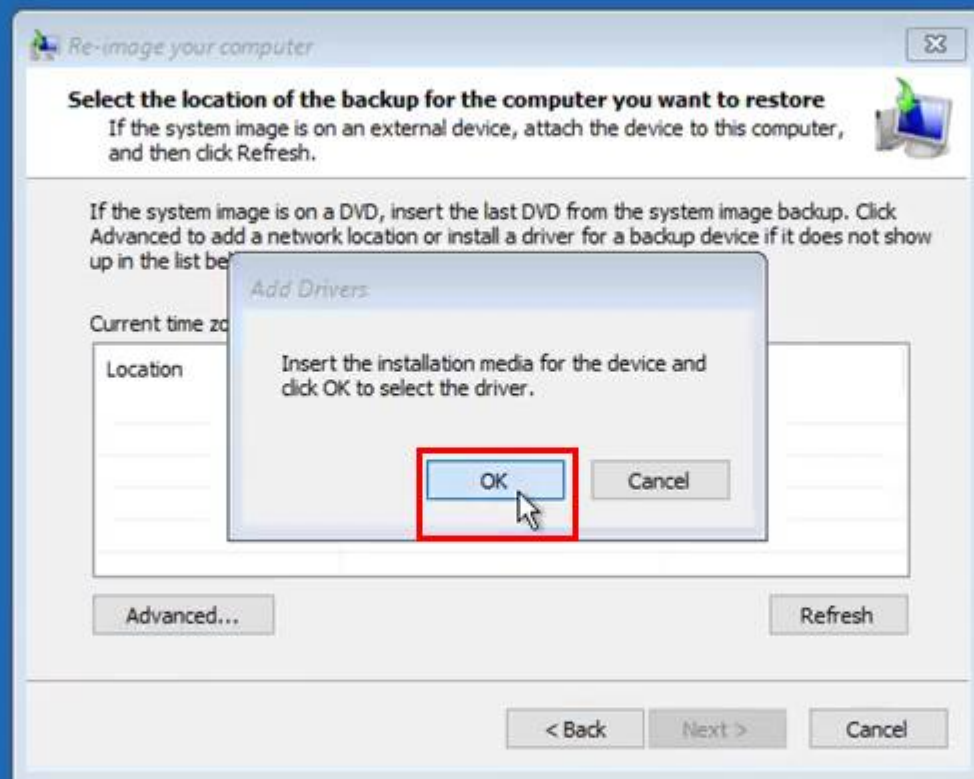 Re-image your computer
Select the location of the backup for the computer you want to restore
If the system image is on an external device, attach the device to this computer,
and then click Refresh.
If the system image is on a DVD, insert the last DVD from the system image backup. Click
Advanced to add a network location or install a driver for a backup device if it does not show
up in the list be
Add Drivers
Current time zo
Location
Insert the installation media for the device and
click OK to select the driver.
OK Cancel
Advanced... Refresh
< Back Next > Cancel